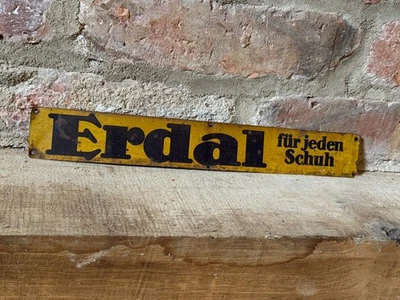 Erdal
für jeden
Schuh